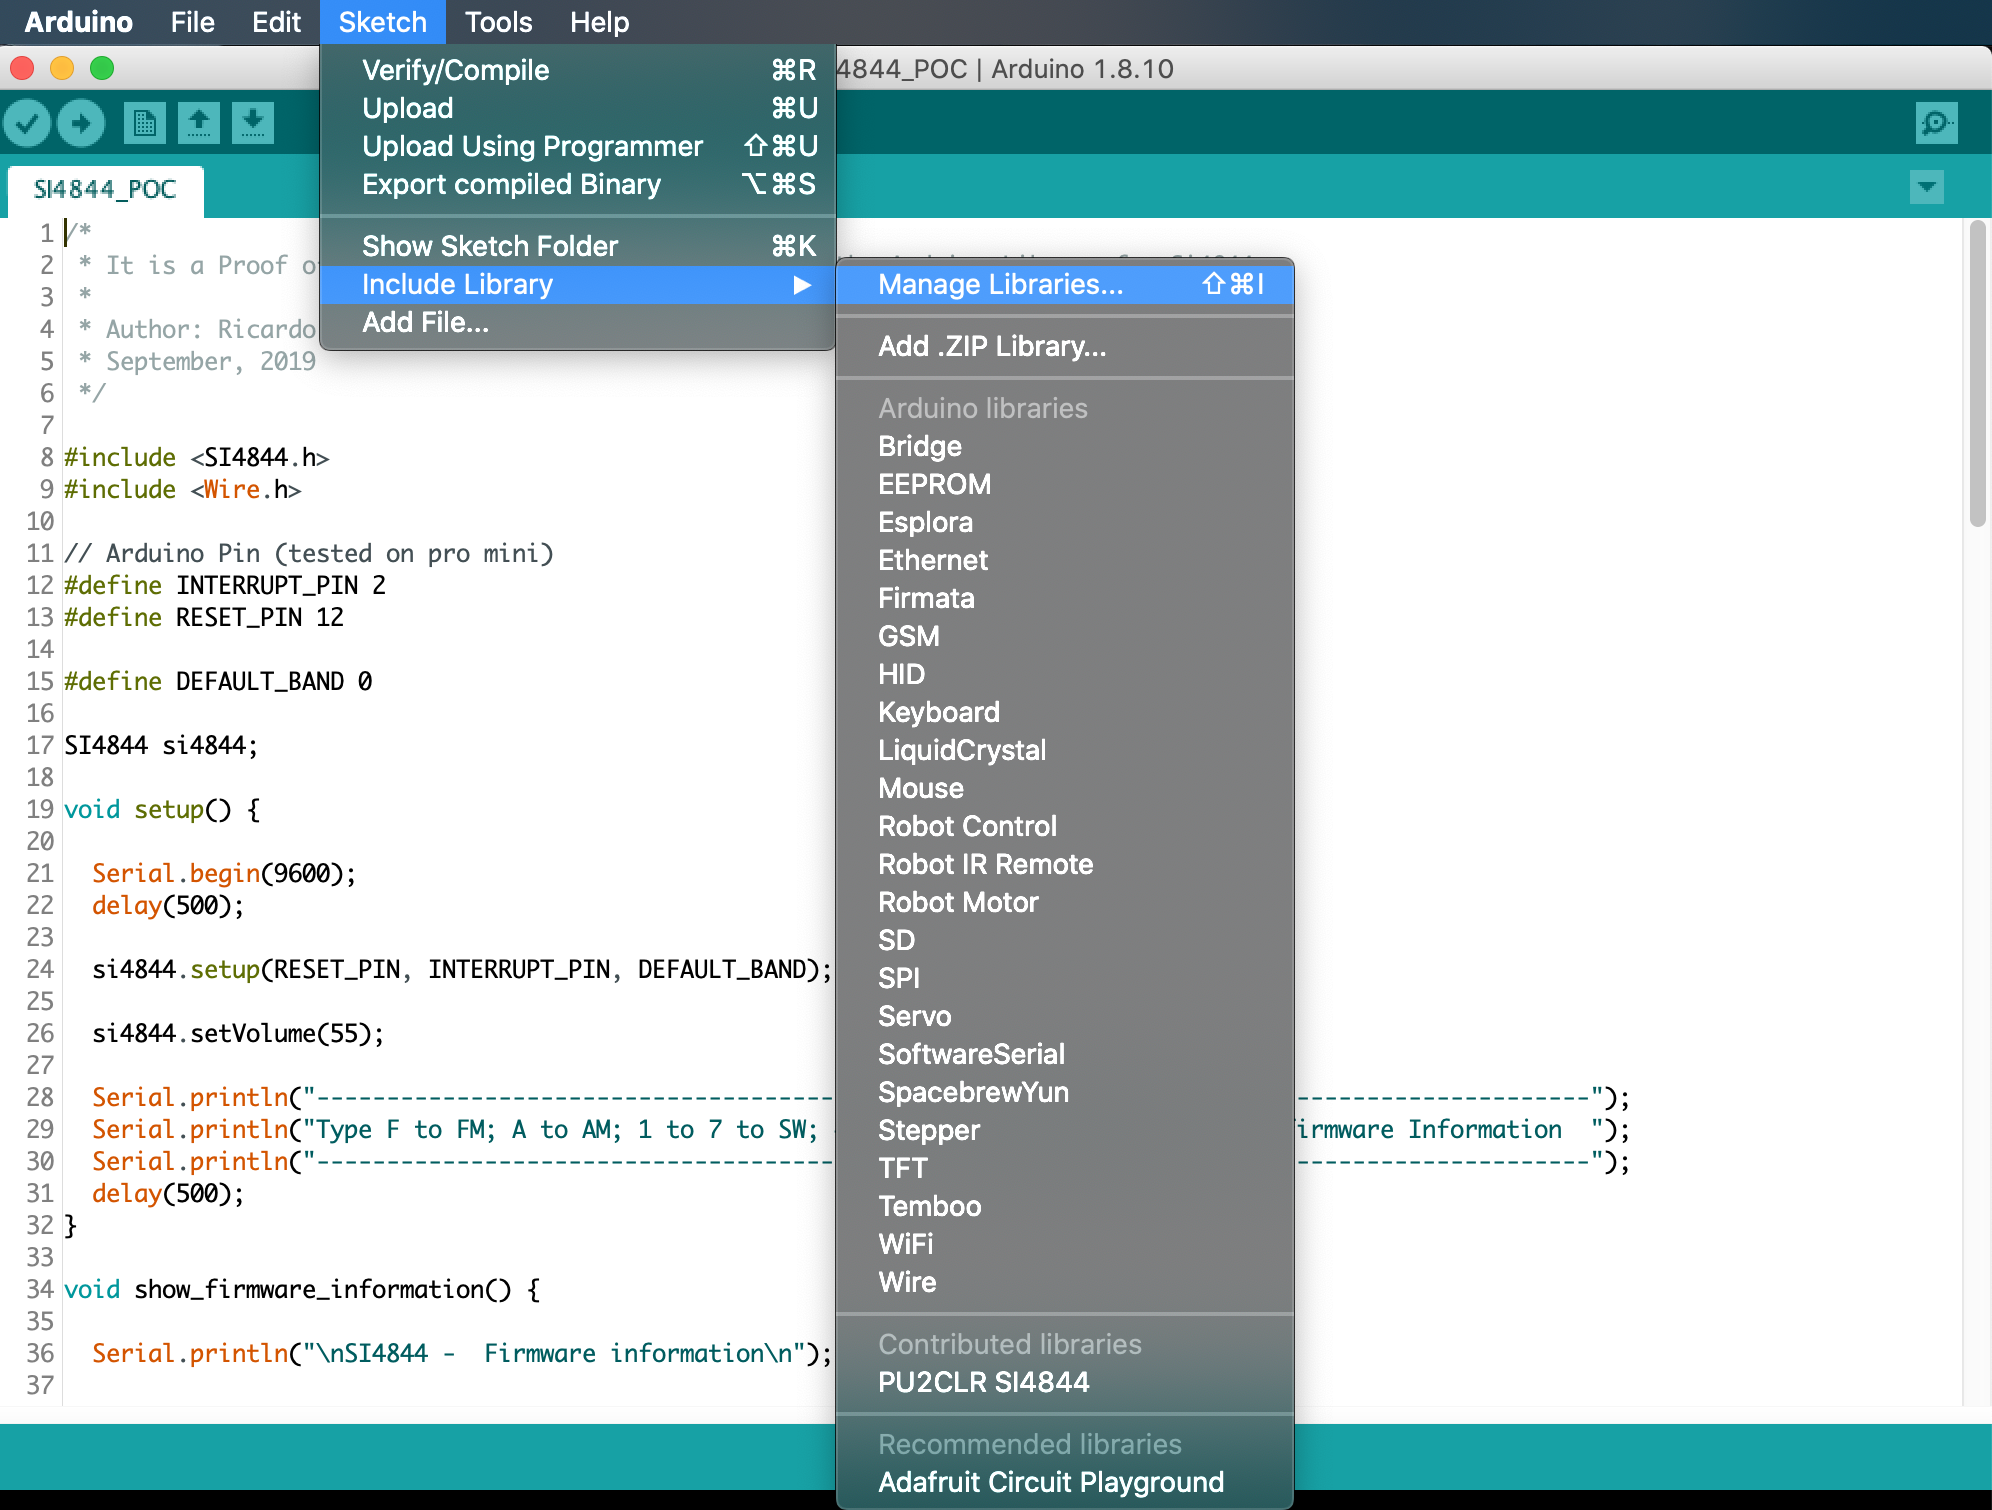 Arduino File Edit Sketch Tools Help
4844_POC | Arduino 1.8.10
Verify/Compile ⌘R
Upload ⌘U
Upload Using Programmer ⇧⌘U
Export compiled Binary ⌥⌘S
Show Sketch Folder ⌘K
Include Library ▶
Add File...
Manage Libraries... ⇧⌘I
Add .ZIP Library...
Arduino libraries
Bridge
EEPROM
Esplora
Ethernet
Firmata
GSM
HID
Keyboard
LiquidCrystal
Mouse
Robot Control
Robot IR Remote
Robot Motor
SD
SPI
Servo
SoftwareSerial
SpacebrewYun
Stepper
TFT
Temboo
WiFi
Wire
Contributed libraries
PU2CLR SI4844
Recommended libraries
Adafruit Circuit Playground
SI4844_POC
1 /*
2 * It is a Proof
3 *
4 * Author: Ricardo
5 * September, 2019
6 */
7
8 #include <SI4844.h>
9 #include <Wire.h>
10
11 // Arduino Pin (tested on pro mini)
12 #define INTERRUPT_PIN 2
13 #define RESET_PIN 12
14
15 #define DEFAULT_BAND 0
16
17 SI4844 si4844;
18
19 void setup() {
20
21 Serial.begin(9600);
22 delay(500);
23
24 si4844.setup(RESET_PIN, INTERRUPT_PIN, DEFAULT_BAND);
25
26 si4844.setVolume(55);
27
28 Serial.println("------------------------------------- ---------------------");
29 Serial.println("Type F to FM; A to AM; 1 to 7 to SW; irmware Information ");
30 Serial.println("------------------------------------- ---------------------");
31 delay(500);
32 }
33
34 void show_firmware_information() {
35
36 Serial.println("\nSI4844 - Firmware information\n");
37